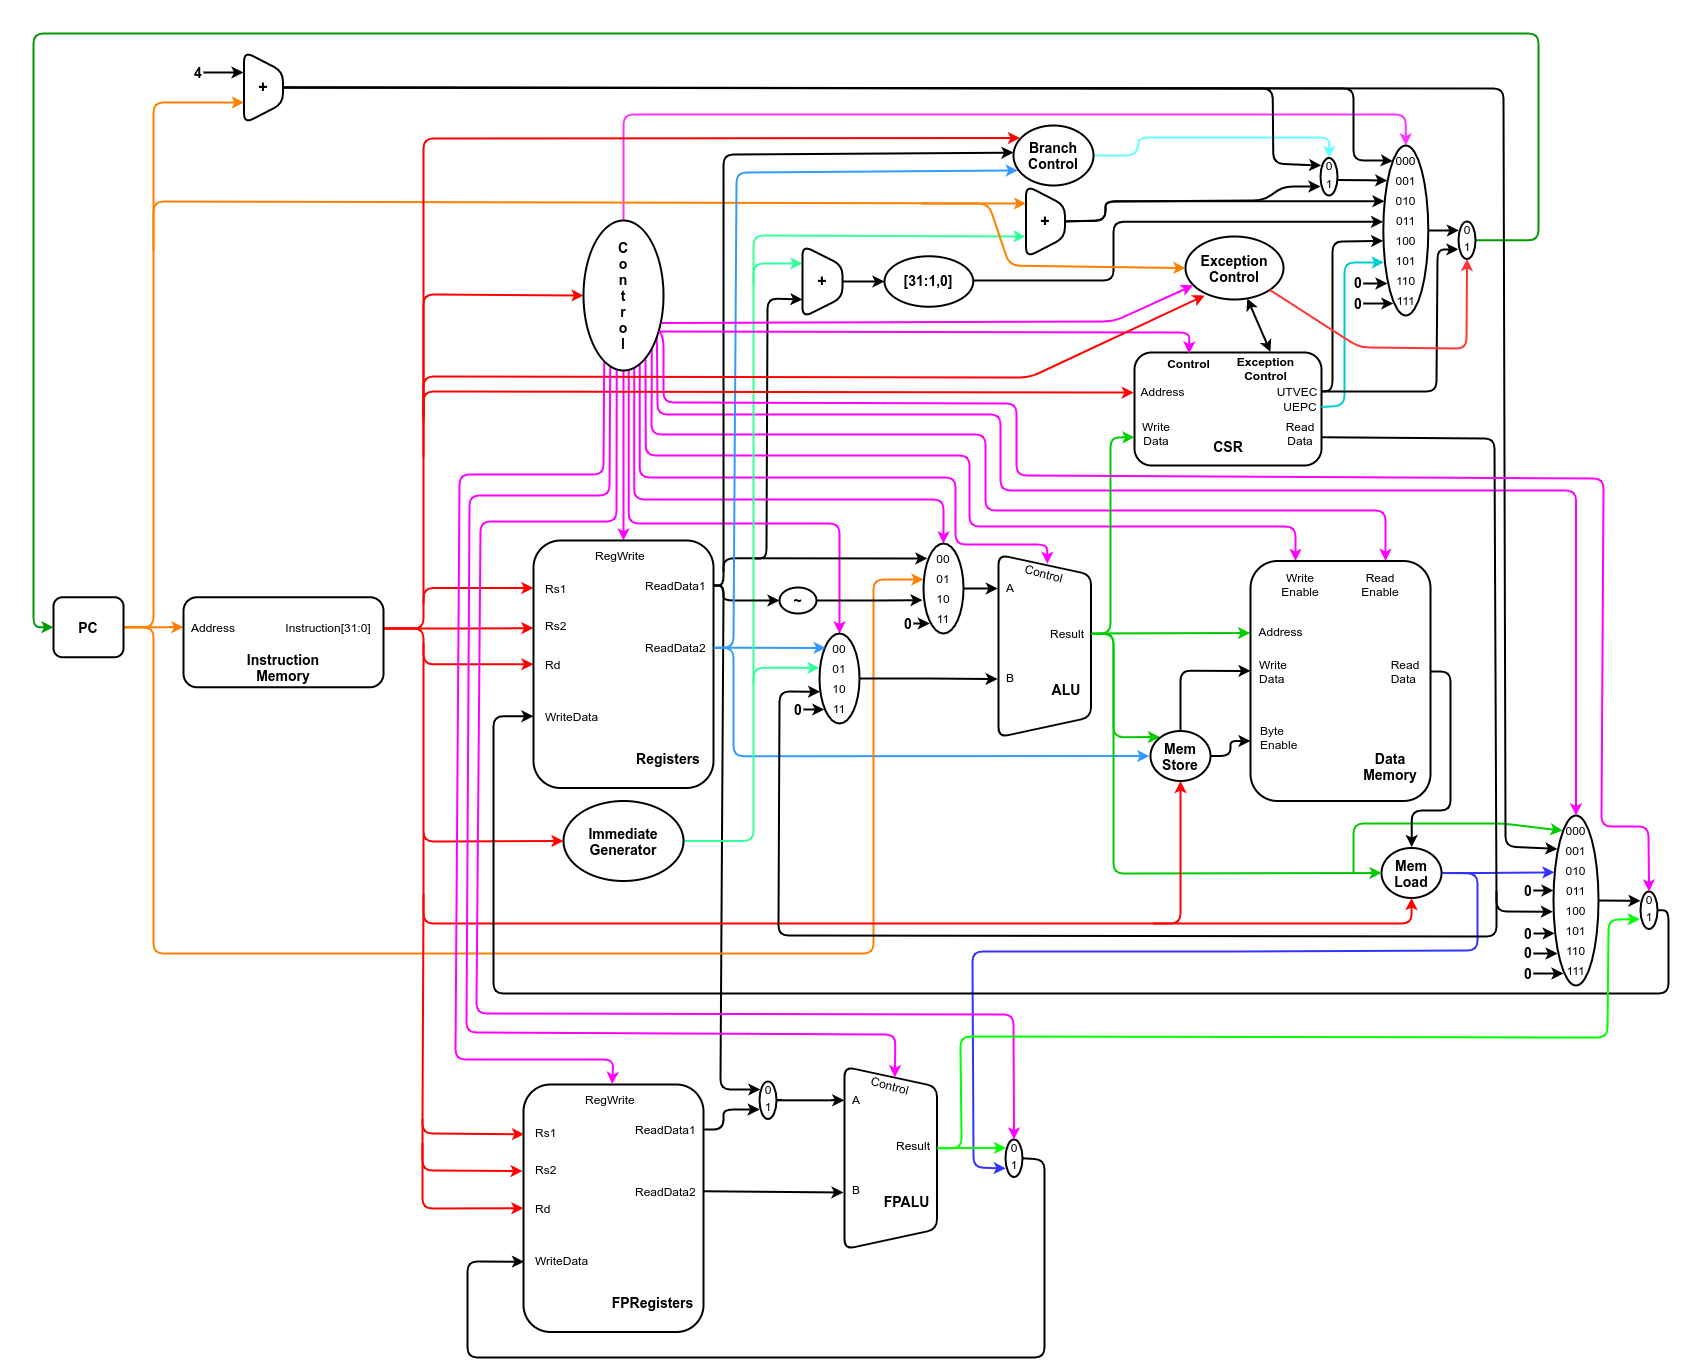 4
+
Branch
Control
0
1
000
001
010
011
100
101
0
110
0
111
0
1
+
C
o
n
t
r
o
l
+
[31:1,0]
Exception
Control
Control
Exception
Control
Address
UTVEC
UEPC
Write
Data
Read
Data
CSR
PC
Address
Instruction[31:0]
Instruction
Memory
RegWrite
Rs1
ReadData1
Rs2
ReadData2
Rd
WriteData
Registers
~
00
01
10
0
11
00
01
10
0
11
Control
A
Result
B
ALU
Write
Enable
Read
Enable
Address
Write
Data
Read
Data
Byte
Enable
Data
Memory
Mem
Store
Immediate
Generator
Mem
Load
000
001
010
0
011
100
0
101
0
110
0
111
0
1
RegWrite
Rs1
ReadData1
Rs2
ReadData2
Rd
WriteData
FPRegisters
0
1
Control
A
Result
B
FPALU
0
1